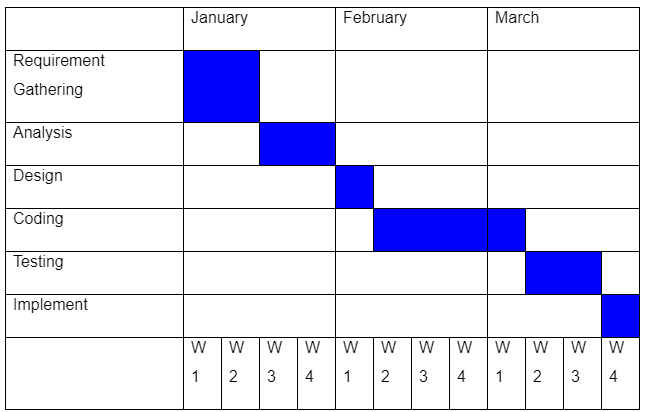 January February March
Requirement
Gathering
Analysis
Design
Coding
Testing
Implement
W W W W W W W W W W W W
1 2 3 4 1 2 3 4 1 2 3 4